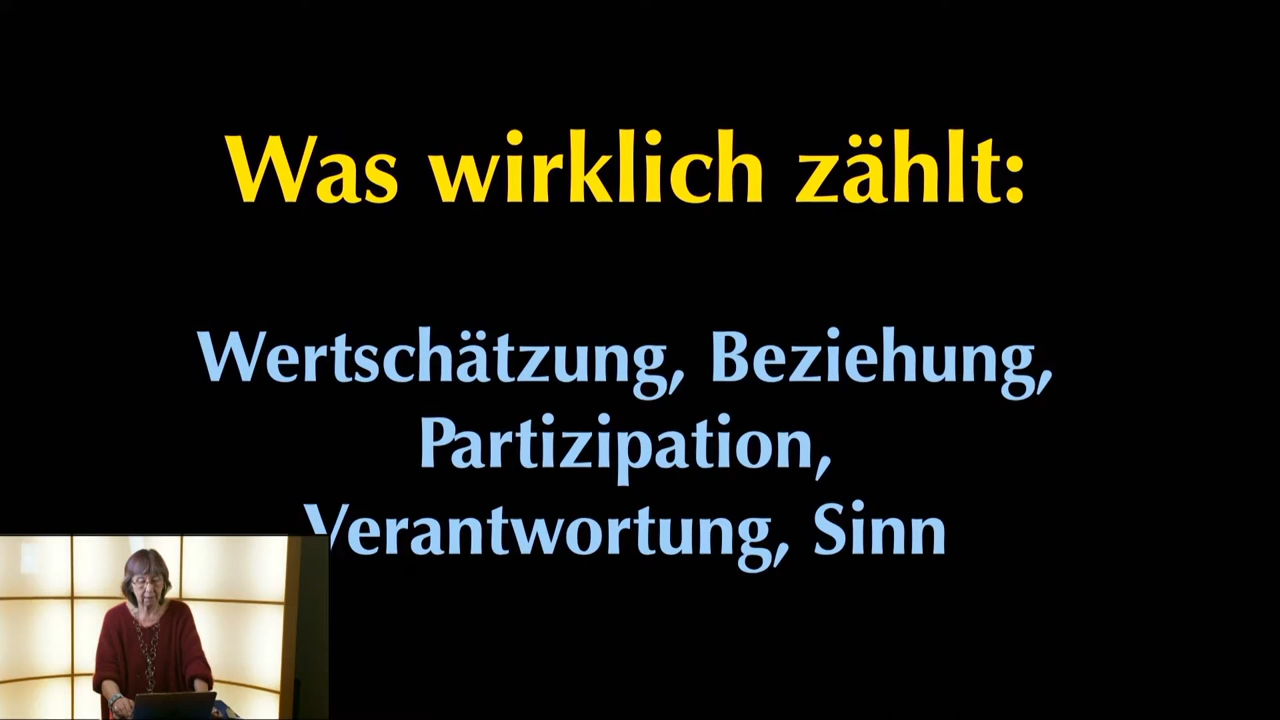 Was wirklich zählt:
Wertschätzung, Beziehung,
Partizipation,
Verantwortung, Sinn